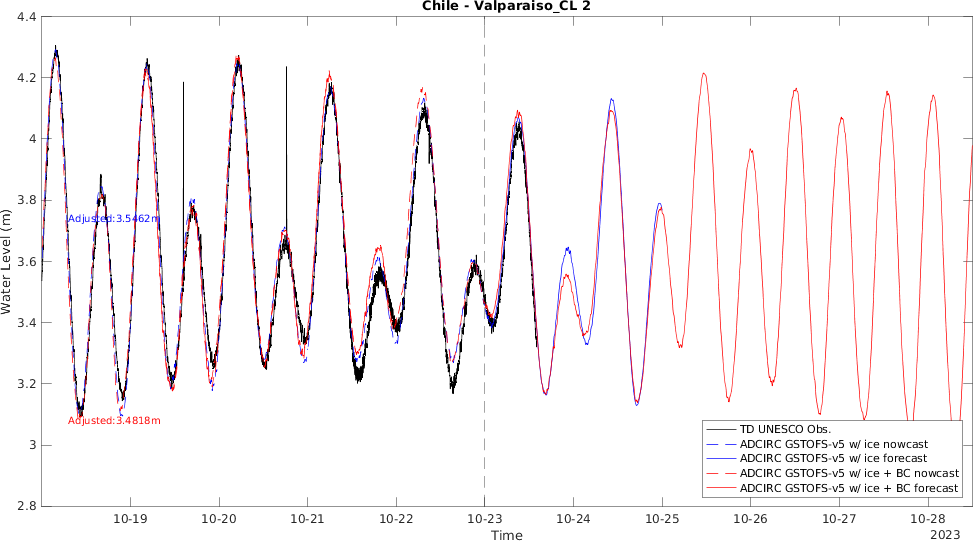 Chile - Valparaiso_CL 2
4.4
4.2
4
3.8
3.6
3.4
3.2
3
2.8
Water Level (m)
Adjusted:3.5462m
Adjusted:3.4818m
TD UNESCO Obs.
ADCIRC GSTOFS-v5 w/ ice nowcast
ADCIRC GSTOFS-v5 w/ ice forecast
ADCIRC GSTOFS-v5 w/ ice + BC nowcast
ADCIRC GSTOFS-v5 w/ ice + BC forecast
10-19 10-20 10-21 10-22 10-23 10-24 10-25 10-26 10-27 10-28
Time
2023